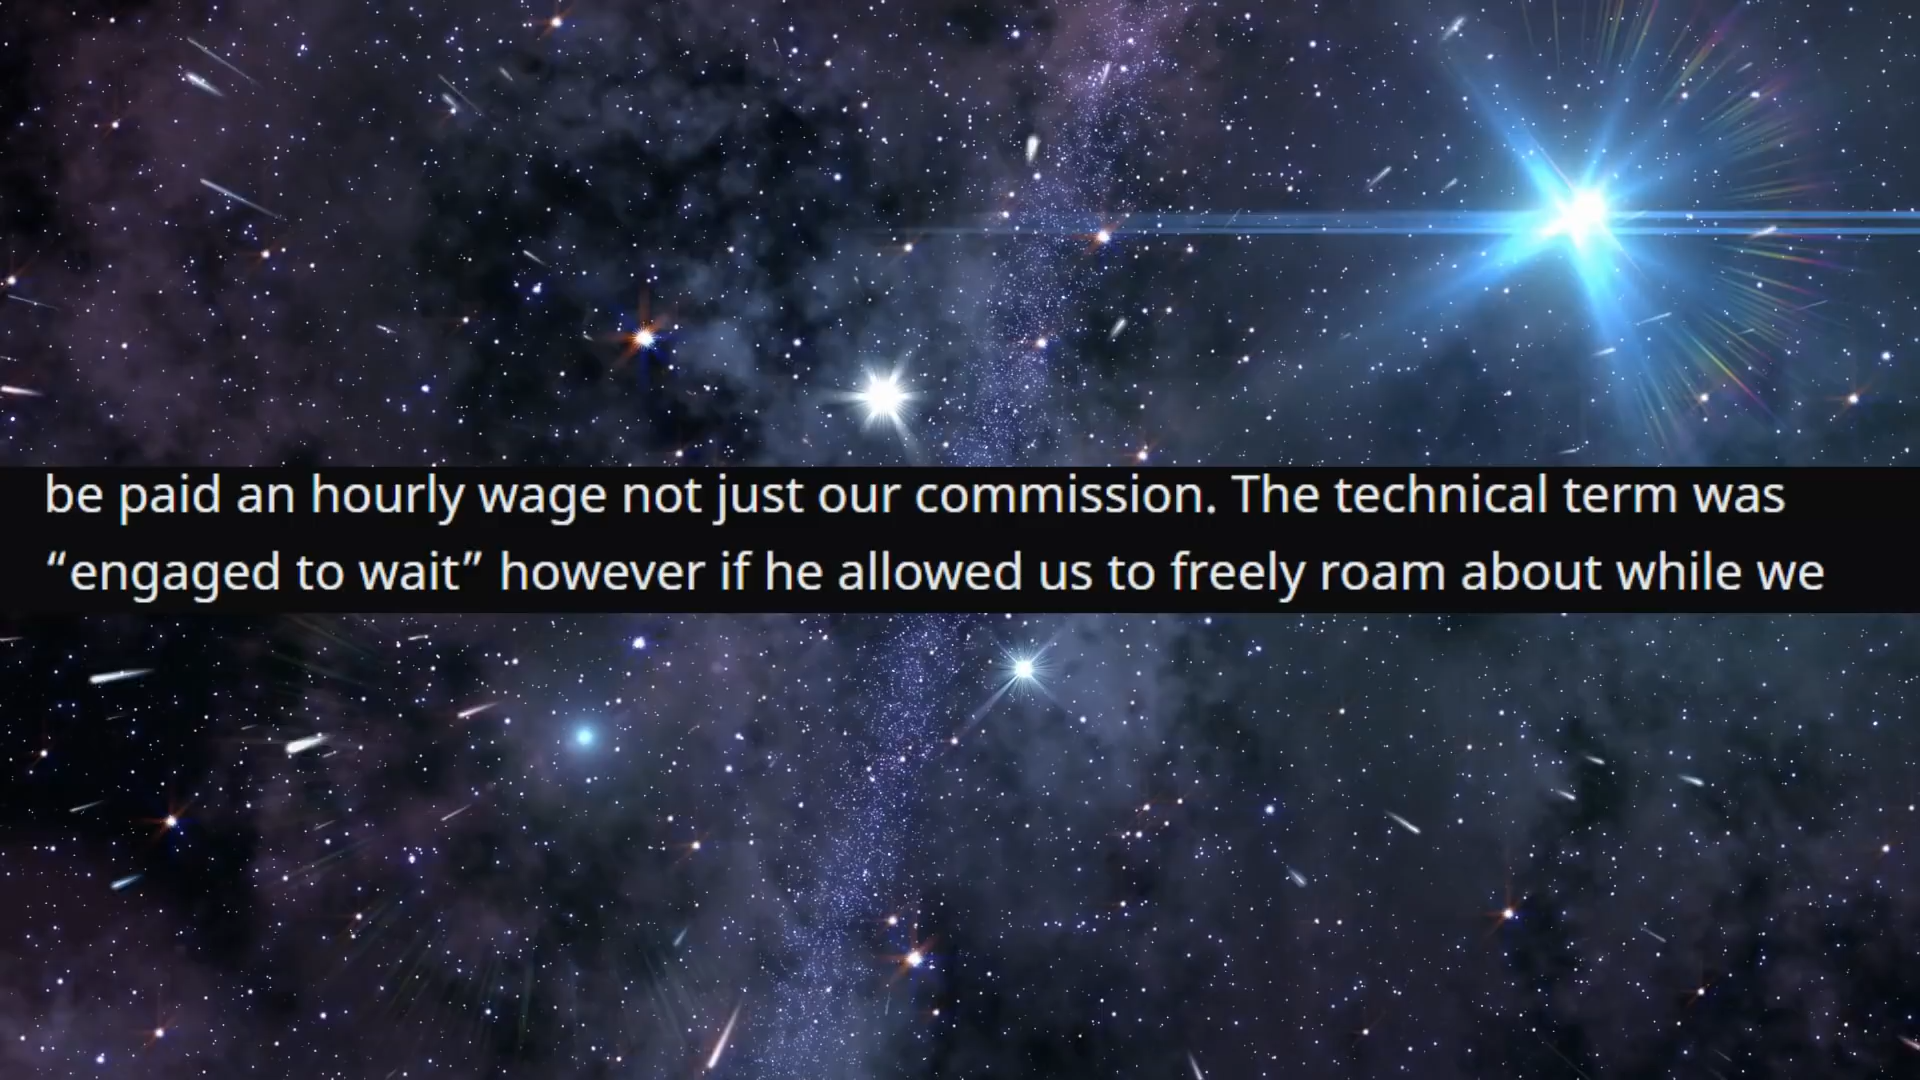 be paid an hourly wage not just our commission. The technical term was
“engaged to wait” however if he allowed us to freely roam about while we